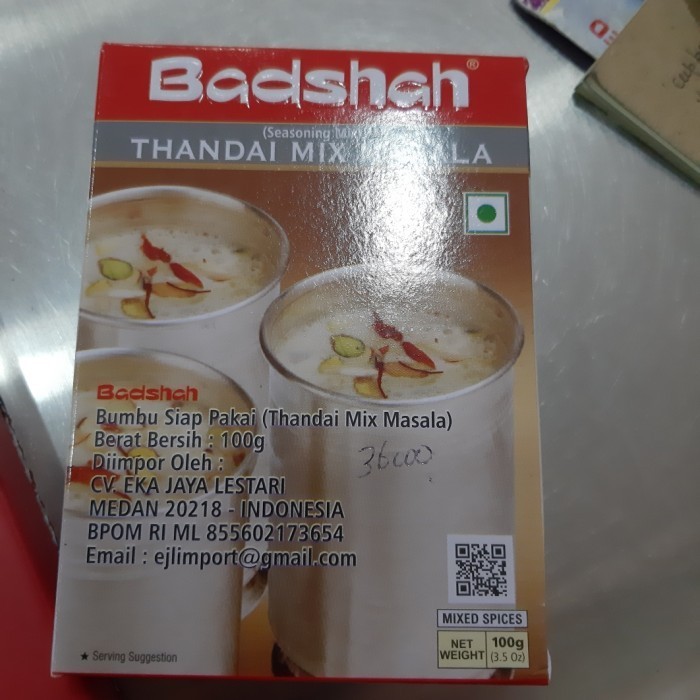 Badshah®
(Seasoning Mix
THANDAI MIX MASALA
Badshah
Bumbu Siap Pakai (Thandai Mix Masala)
Berat Bersih : 100g
Diimpor Oleh :
CV. EKA JAYA LESTARI
MEDAN 20218 - INDONESIA
BPOM RI ML 855602173654
Email : ejlimport@gmail.com
36000
MIXED SPICES
NET WEIGHT 100g (3.5 Oz)
★ Serving Suggestion